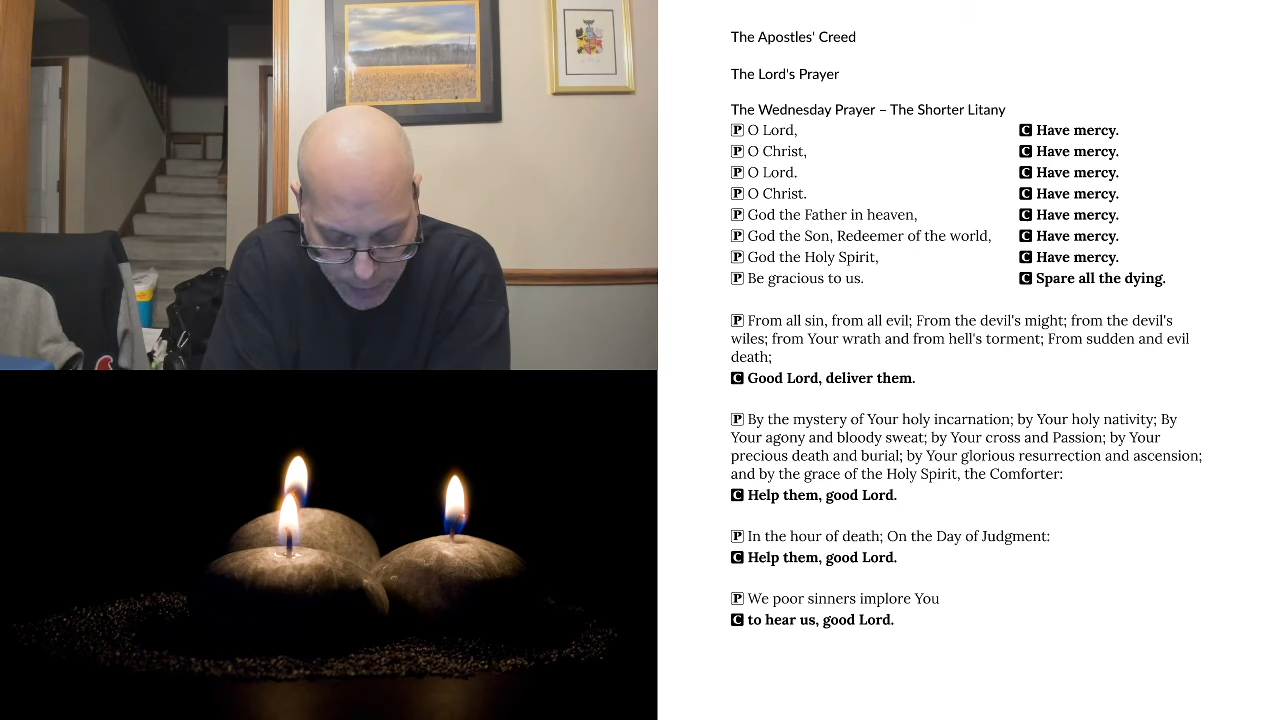 The Apostles' Creed
The Lord's Prayer
The Wednesday Prayer – The Shorter Litany
P O Lord, C Have mercy.
P O Christ, C Have mercy.
P O Lord. C Have mercy.
P O Christ. C Have mercy.
P God the Father in heaven, C Have mercy.
P God the Son, Redeemer of the world, C Have mercy.
P God the Holy Spirit, C Have mercy.
P Be gracious to us. C Spare all the dying.
P From all sin, from all evil; From the devil's might; from the devil's
wiles; from Your wrath and from hell's torment; From sudden and evil
death;
C Good Lord, deliver them.
P By the mystery of Your holy incarnation; by Your holy nativity; By
Your agony and bloody sweat; by Your cross and Passion; by Your
precious death and burial; by Your glorious resurrection and ascension;
and by the grace of the Holy Spirit, the Comforter:
C Help them, good Lord.
P In the hour of death; On the Day of Judgment:
C Help them, good Lord.
P We poor sinners implore You
C to hear us, good Lord.